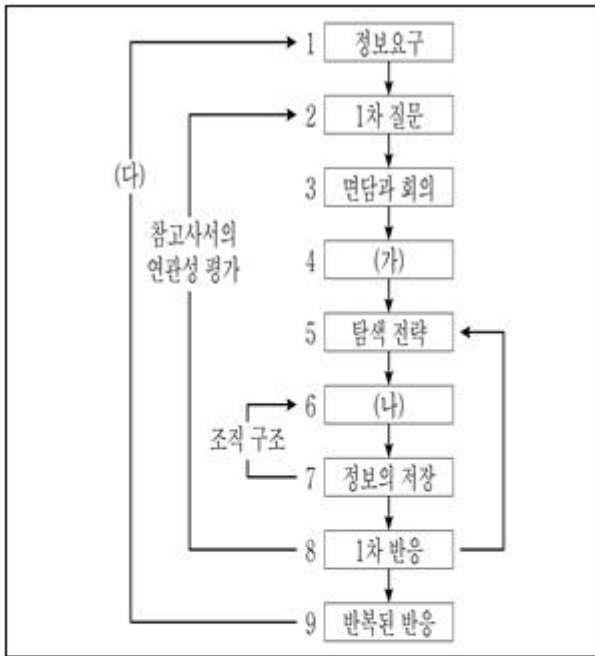 1 정보요구
2 1차 질문
(다)
3 면담과 회의
참고사서의
연관성 평가
4 (가)
5 탐색 전략
6 (나)
조직 구조
7 정보의 저장
8 1차 반응
9 반복된 반응